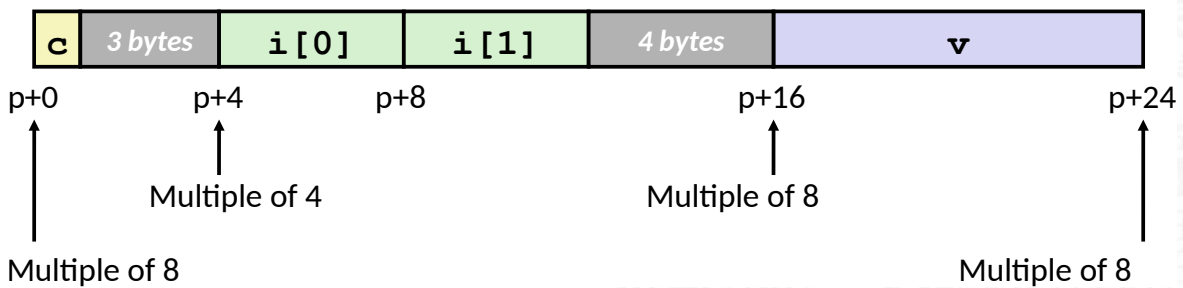 c 3 bytes i[0] i[1] 4 bytes v
p+0 p+4 p+8 p+16 p+24
Multiple of 4 Multiple of 8
Multiple of 8 Multiple of 8